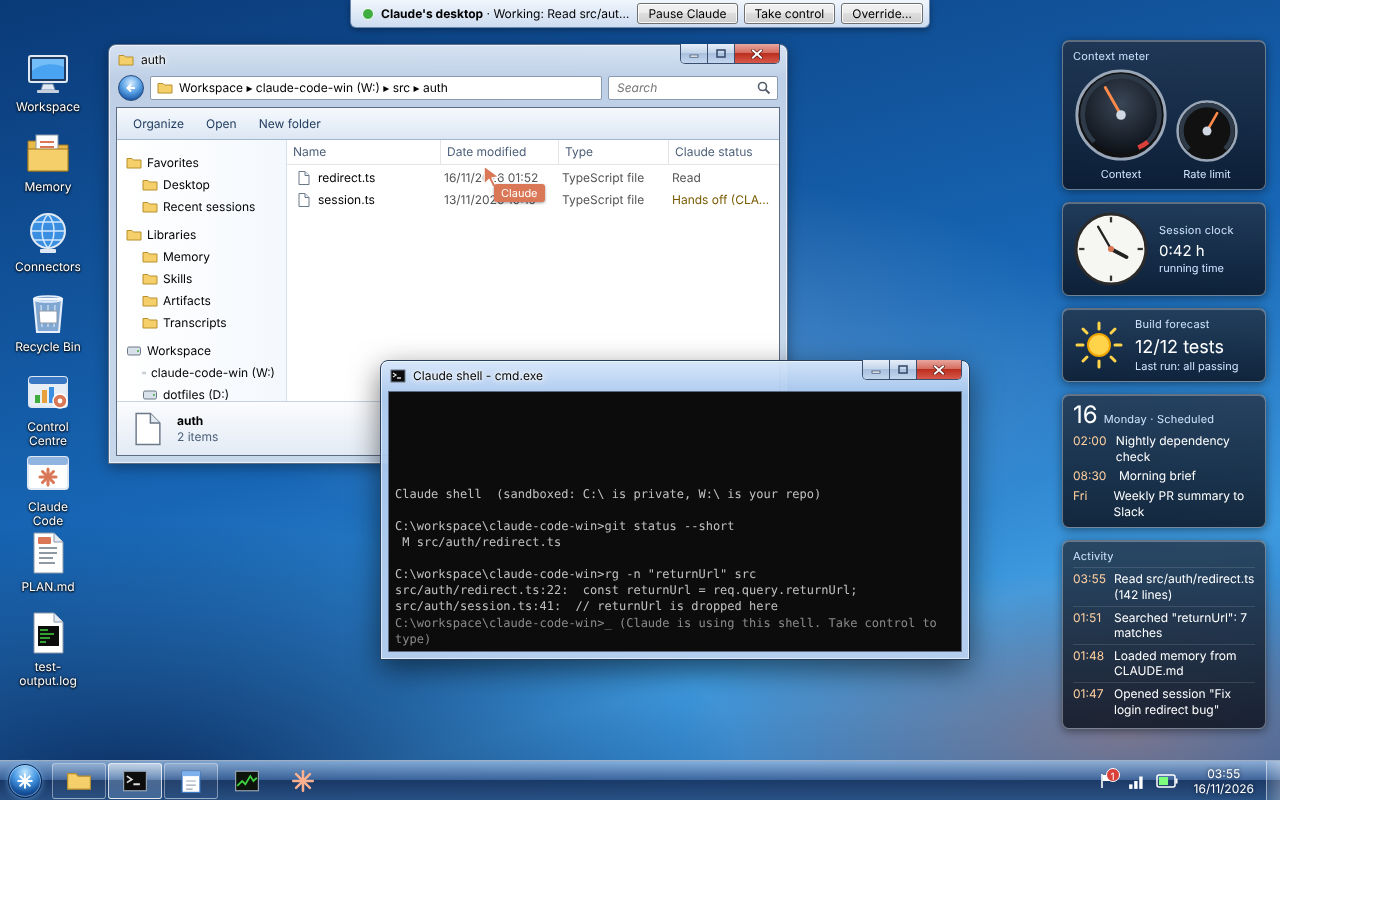 Claude's desktop · Working: Read src/aut...
Pause Claude
Take control
Override...
Workspace
Memory
Connectors
Recycle Bin
Control
Centre
Claude
Code
PLAN.md
test-
output.log
auth
Workspace ▸ claude-code-win (W:) ▸ src ▸ auth
Search
Organize
Open
New folder
Favorites
Desktop
Recent sessions
Libraries
Memory
Skills
Artifacts
Transcripts
Workspace
claude-code-win (W:)
dotfiles (D:)
Name
Date modified
Type
Claude status
redirect.ts
01:52
TypeScript file
Read
Claude
session.ts
TypeScript file
Hands off (CLA...
auth
2 items
Claude shell - cmd.exe
Claude shell  (sandboxed: C:\ is private, W:\ is your repo)
C:\workspace\claude-code-win>git status --short
 M src/auth/redirect.ts
C:\workspace\claude-code-win>rg -n "returnUrl" src
src/auth/redirect.ts:22:  const returnUrl = req.query.returnUrl;
src/auth/session.ts:41:  // returnUrl is dropped here
C:\workspace\claude-code-win>_ (Claude is using this shell. Take control to
type)
Context meter
Context
Rate limit
Session clock
0:42 h
running time
Build forecast
12/12 tests
Last run: all passing
16 Monday · Scheduled
02:00 Nightly dependency
check
08:30 Morning brief
Fri Weekly PR summary to
Slack
Activity
03:55 Read src/auth/redirect.ts
(142 lines)
01:51 Searched "returnUrl": 7
matches
01:48 Loaded memory from
CLAUDE.md
01:47 Opened session "Fix
login redirect bug"
1
03:55
16/11/2026